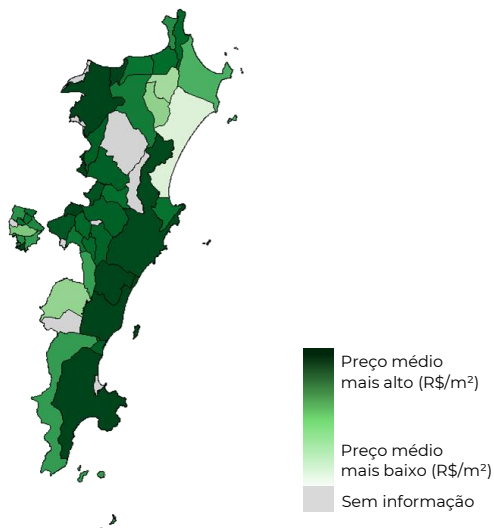 Preço médio
mais alto (R$/m²)
Preço médio
mais baixo (R$/m²)
Sem informação